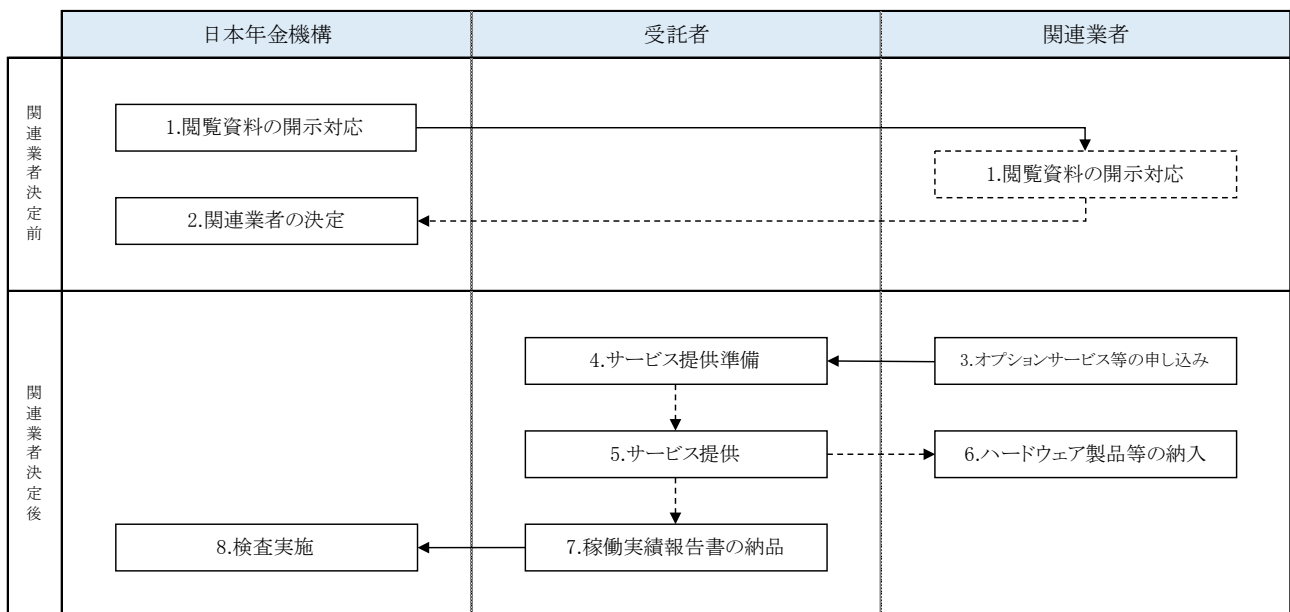 日本年金機構
受託者
関連業者
関連業者決定前
1.閲覧資料の開示対応
1.閲覧資料の開示対応
2.関連業者の決定
関連業者決定後
4.サービス提供準備
3.オプションサービス等の申し込み
5.サービス提供
6.ハードウェア製品等の納入
8.検査実施
7.稼働実績報告書の納品